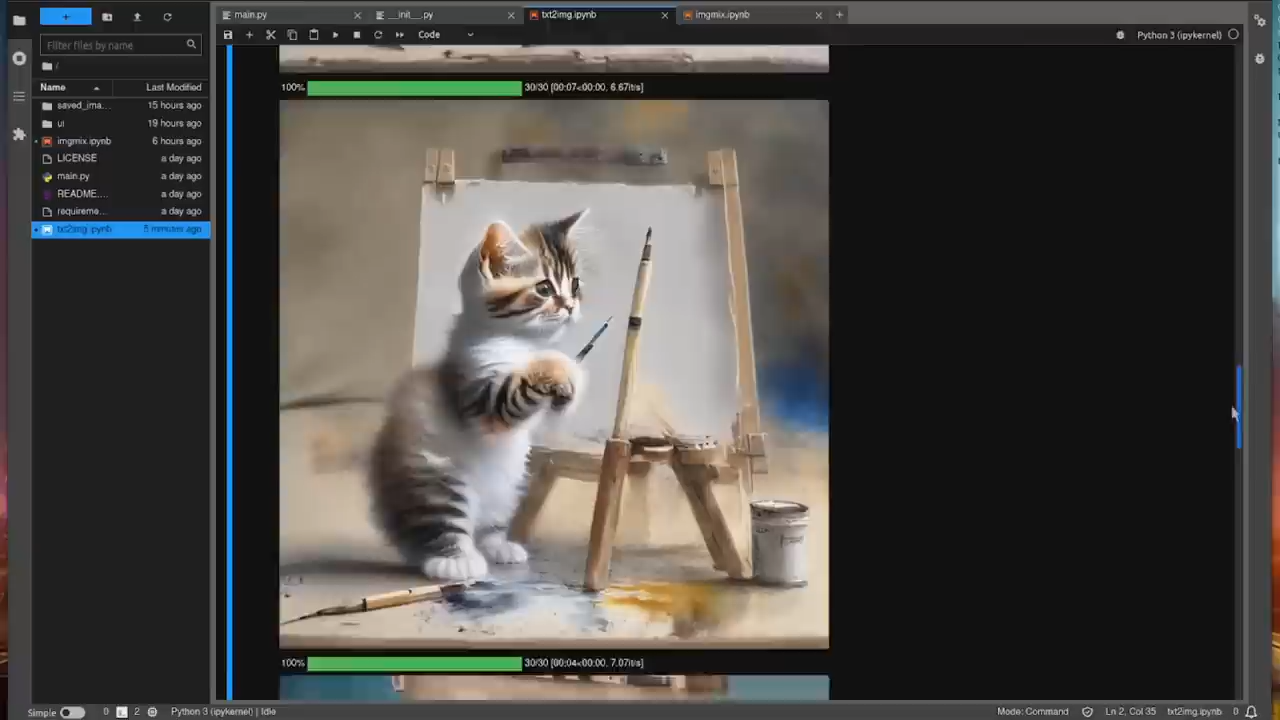 main.py
__init__.py
txt2img.ipynb
imgmix.ipynb
Filter files by name
Code
Python 3 (ipykernel)
/
Name
Last Modified
saved_ima...
15 hours ago
ui
19 hours ago
imgmix.ipynb
6 hours ago
LICENSE
a day ago
main.py
a day ago
README....
a day ago
requireme...
a day ago
txt2img.ipynb
5 minutes ago
100%
30/30 [00:07<00:00, 6.67it/s]
100%
30/30 [00:04<00:00, 7.07it/s]
Simple
0
2
Python 3 (ipykernel) | Idle
Mode: Command
Ln 2, Col 35
txt2img.ipynb
0